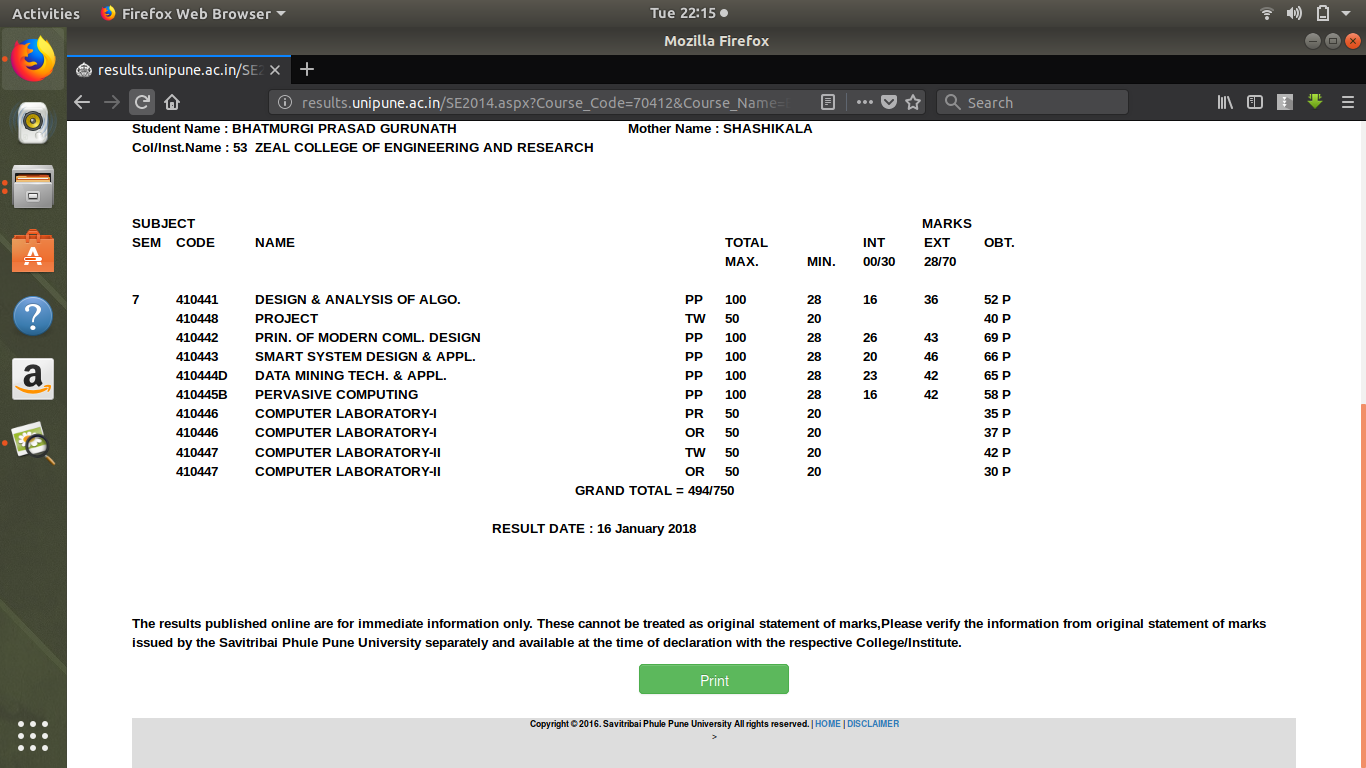 Activities Firefox Web Browser Tue 22:15
Mozilla Firefox
results.unipune.ac.in/SE2
results.unipune.ac.in/SE2014.aspx?Course_Code=70412&Course_Name= Search
Student Name : BHATMURGI PRASAD GURUNATH Mother Name : SHASHIKALA
Col/Inst.Name : 53 ZEAL COLLEGE OF ENGINEERING AND RESEARCH
SUBJECT MARKS
SEM CODE NAME TOTAL INT EXT OBT.
MAX. MIN. 00/30 28/70
7 410441 DESIGN & ANALYSIS OF ALGO. PP 100 28 16 36 52 P
410448 PROJECT TW 50 20 40 P
410442 PRIN. OF MODERN COML. DESIGN PP 100 28 26 43 69 P
410443 SMART SYSTEM DESIGN & APPL. PP 100 28 20 46 66 P
410444D DATA MINING TECH. & APPL. PP 100 28 23 42 65 P
410445B PERVASIVE COMPUTING PP 100 28 16 42 58 P
410446 COMPUTER LABORATORY-I PR 50 20 35 P
410446 COMPUTER LABORATORY-I OR 50 20 37 P
410447 COMPUTER LABORATORY-II TW 50 20 42 P
410447 COMPUTER LABORATORY-II OR 50 20 30 P
GRAND TOTAL = 494/750
RESULT DATE : 16 January 2018
The results published online are for immediate information only. These cannot be treated as original statement of marks,Please verify the information from original statement of marks
issued by the Savitribai Phule Pune University separately and available at the time of declaration with the respective College/Institute.
Print
Copyright © 2016. Savitribai Phule Pune University All rights reserved. | HOME | DISCLAIMER
>